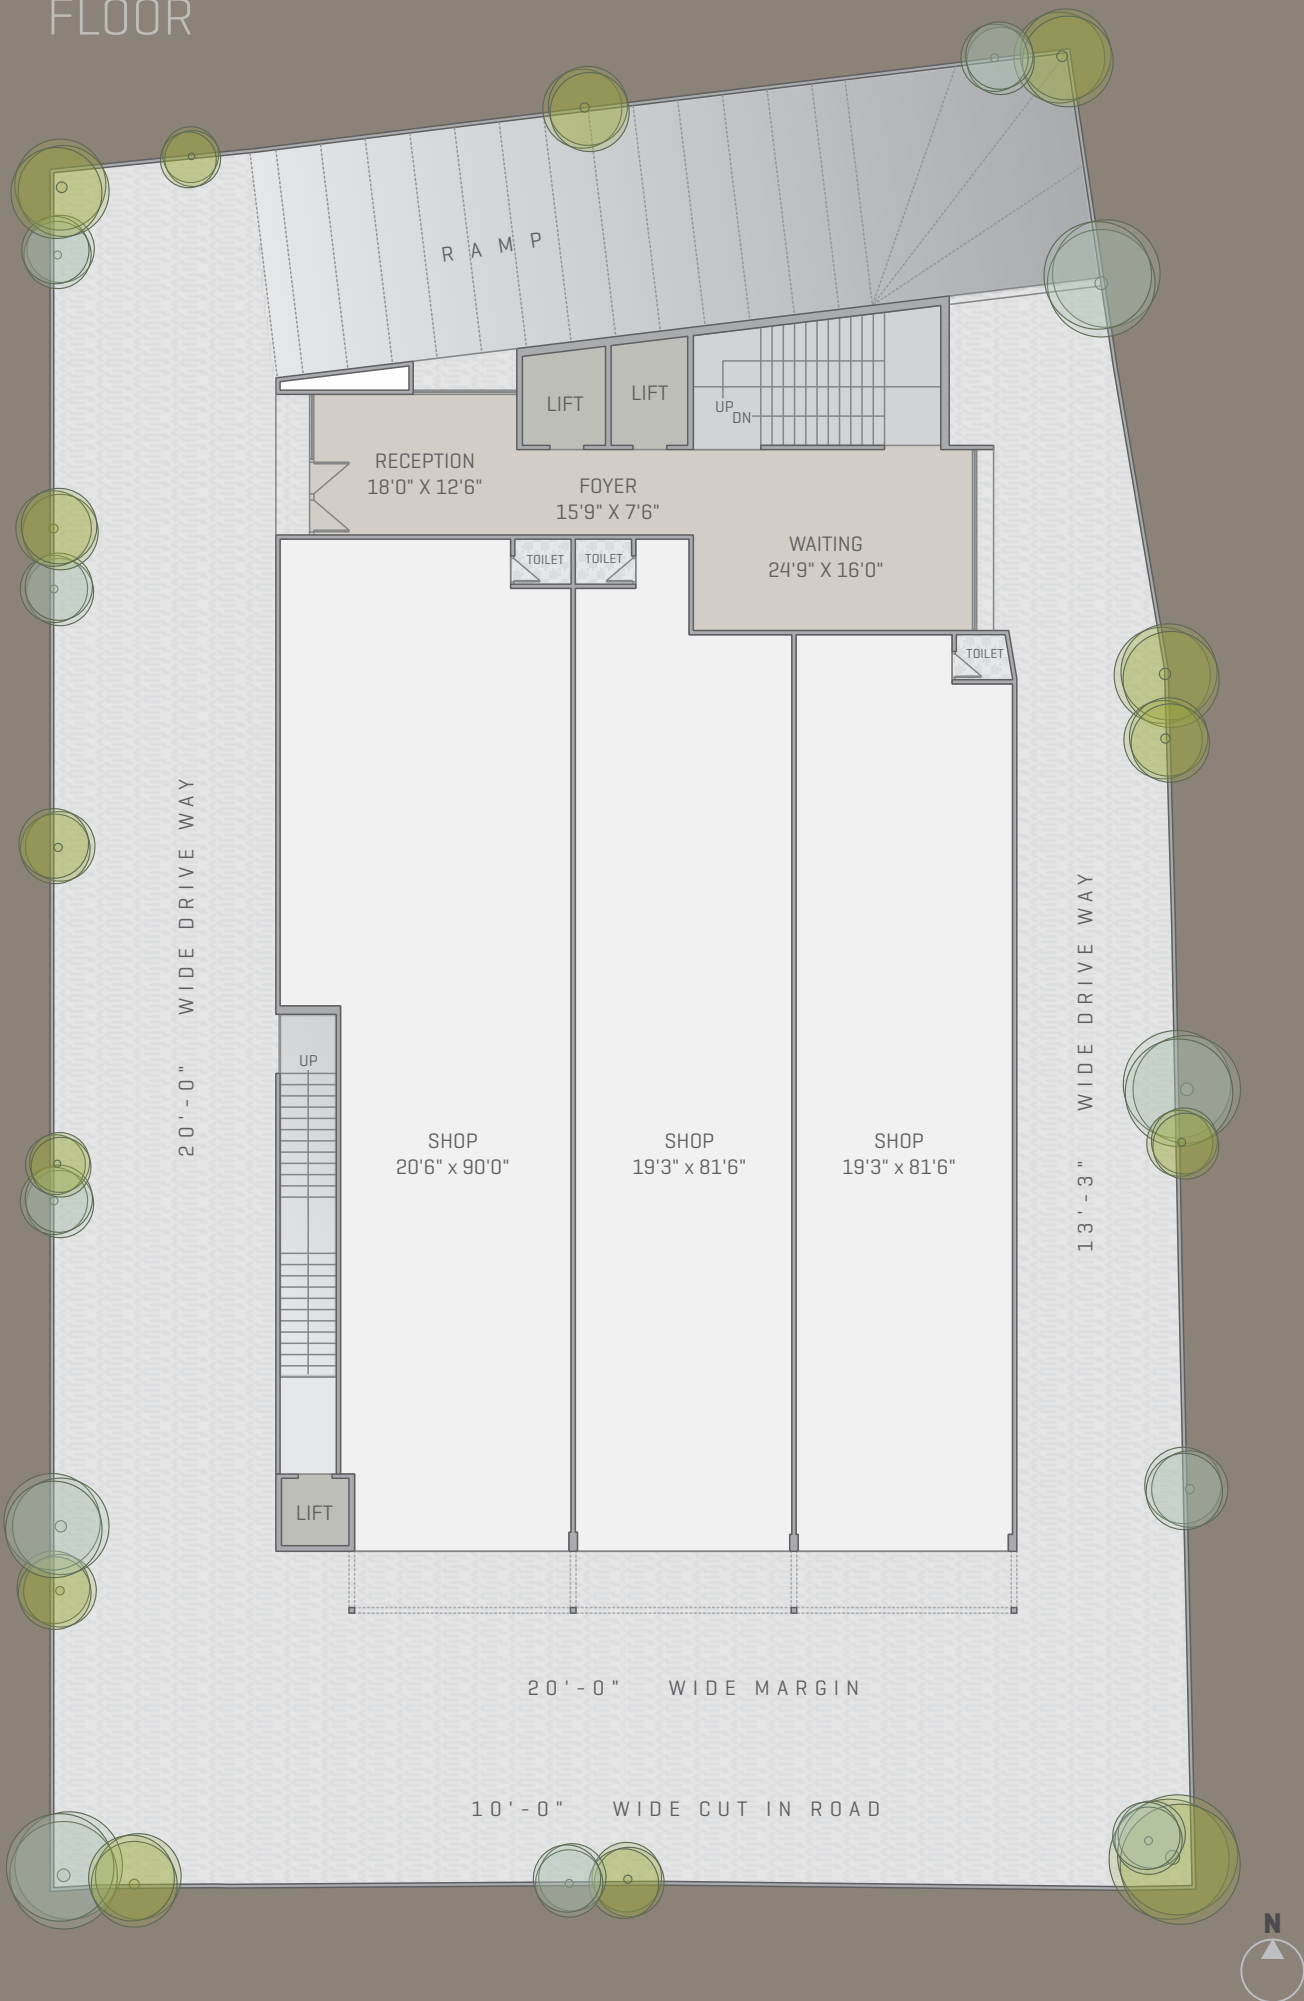 FLOOR
RAMP
LIFT
LIFT
UP
DN
RECEPTION
18'0" X 12'6"
FOYER
15'9" X 7'6"
WAITING
24'9" X 16'0"
TOILET
TOILET
TOILET
20'-0" WIDE DRIVE WAY
13'-3" WIDE DRIVE WAY
UP
SHOP
20'6" x 90'0"
SHOP
19'3" x 81'6"
SHOP
19'3" x 81'6"
LIFT
20'-0" WIDE MARGIN
10'-0" WIDE CUT IN ROAD
N